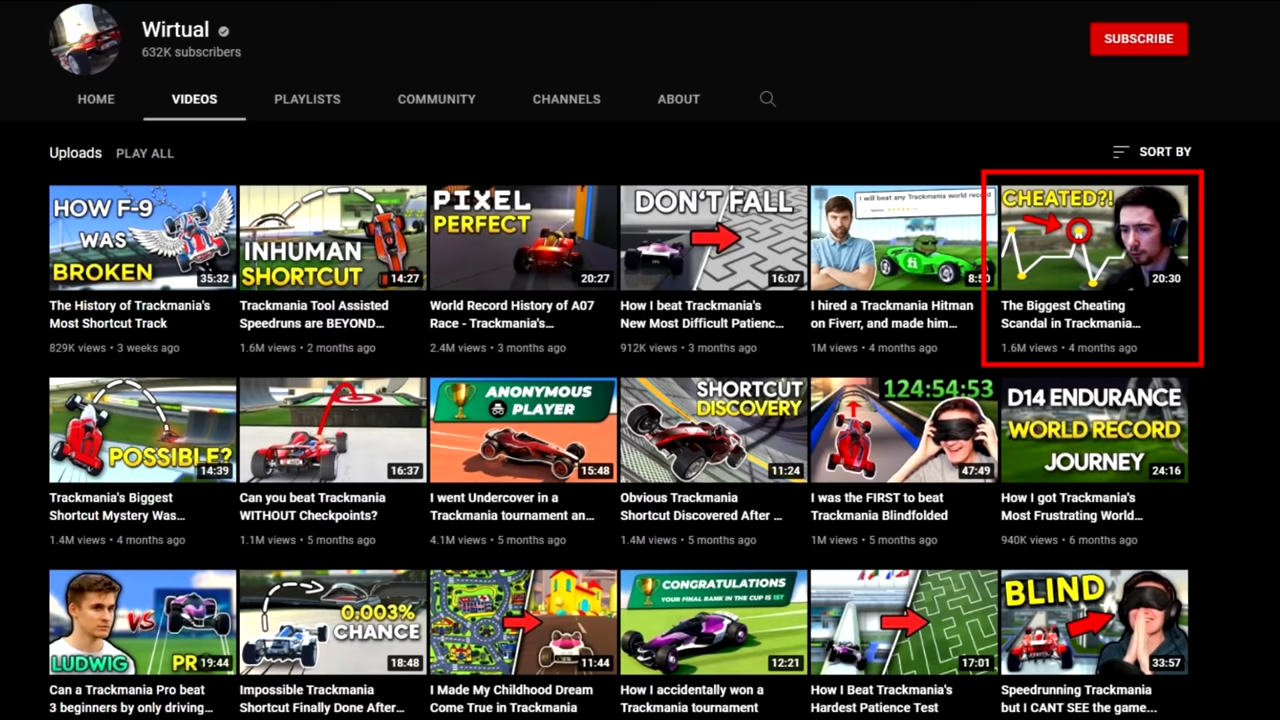 Wirtual
632K subscribers
SUBSCRIBE
HOME VIDEOS PLAYLISTS COMMUNITY CHANNELS ABOUT
Uploads PLAY ALL SORT BY
HOW F-9
WAS
BROKEN
35:32
INHUMAN
SHORTCUT
14:27
PIXEL
PERFECT
20:27
DON'T FALL
16:07
I will beat any Trackmania world record
fi
8:50
CHEATED?!
20:30
The History of Trackmania's
Most Shortcut Track
829K views • 3 weeks ago
Trackmania Tool Assisted
Speedruns are BEYOND...
1.6M views • 2 months ago
World Record History of A07
Race - Trackmania's...
2.4M views • 3 months ago
How I beat Trackmania's
New Most Difficult Patienc...
912K views • 3 months ago
I hired a Trackmania Hitman
on Fiverr, and made him...
1M views • 4 months ago
The Biggest Cheating
Scandal in Trackmania...
1.6M views • 4 months ago
POSSIBLE?
14:39
16:37
ANONYMOUS
PLAYER
15:48
SHORTCUT
DISCOVERY
11:24
124:54:53
47:49
D14 ENDURANCE
WORLD RECORD
JOURNEY
24:16
Trackmania's Biggest
Shortcut Mystery Was...
1.4M views • 4 months ago
Can you beat Trackmania
WITHOUT Checkpoints?
1.1M views • 5 months ago
I went Undercover in a
Trackmania tournament an...
4.1M views • 5 months ago
Obvious Trackmania
Shortcut Discovered After ...
1.4M views • 5 months ago
I was the FIRST to beat
Trackmania Blindfolded
1M views • 5 months ago
How I got Trackmania's
Most Frustrating World...
940K views • 6 months ago
VS
LUDWIG
PRO
19:44
0.003%
CHANCE
18:48
11:44
CONGRATULATIONS
YOUR FINAL RANK IN THE CUP IS 1ST
12:21
17:01
BLIND
33:57
Can a Trackmania Pro beat
3 beginners by only driving...
Impossible Trackmania
Shortcut Finally Done After...
I Made My Childhood Dream
Come True in Trackmania
How I accidentally won a
Trackmania tournament
How I Beat Trackmania's
Hardest Patience Test
Speedrunning Trackmania
but I CANT SEE the game...